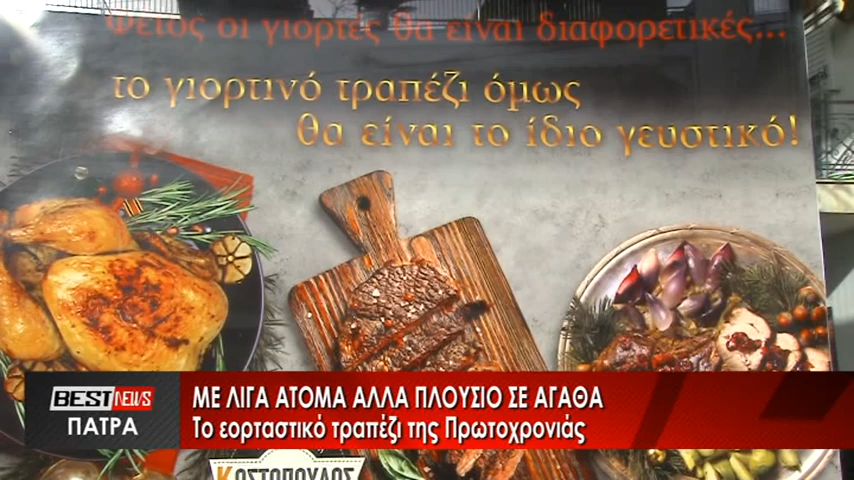 Φέτος οι γιορτές θα είναι διαφορετικές...
το γιορτινό τραπέζι όμως
θα είναι το ίδιο γευστικό!
BEST NEWS
ΠΑΤΡΑ
ΜΕ ΛΙΓΑ ΑΤΟΜΑ ΑΛΛΑ ΠΛΟΥΣΙΟ ΣΕ ΑΓΑΘΑ
Το εορταστικό τραπέζι της Πρωτοχρονιάς
ΚΩΣΤΟΠΟΥΛΟΣ